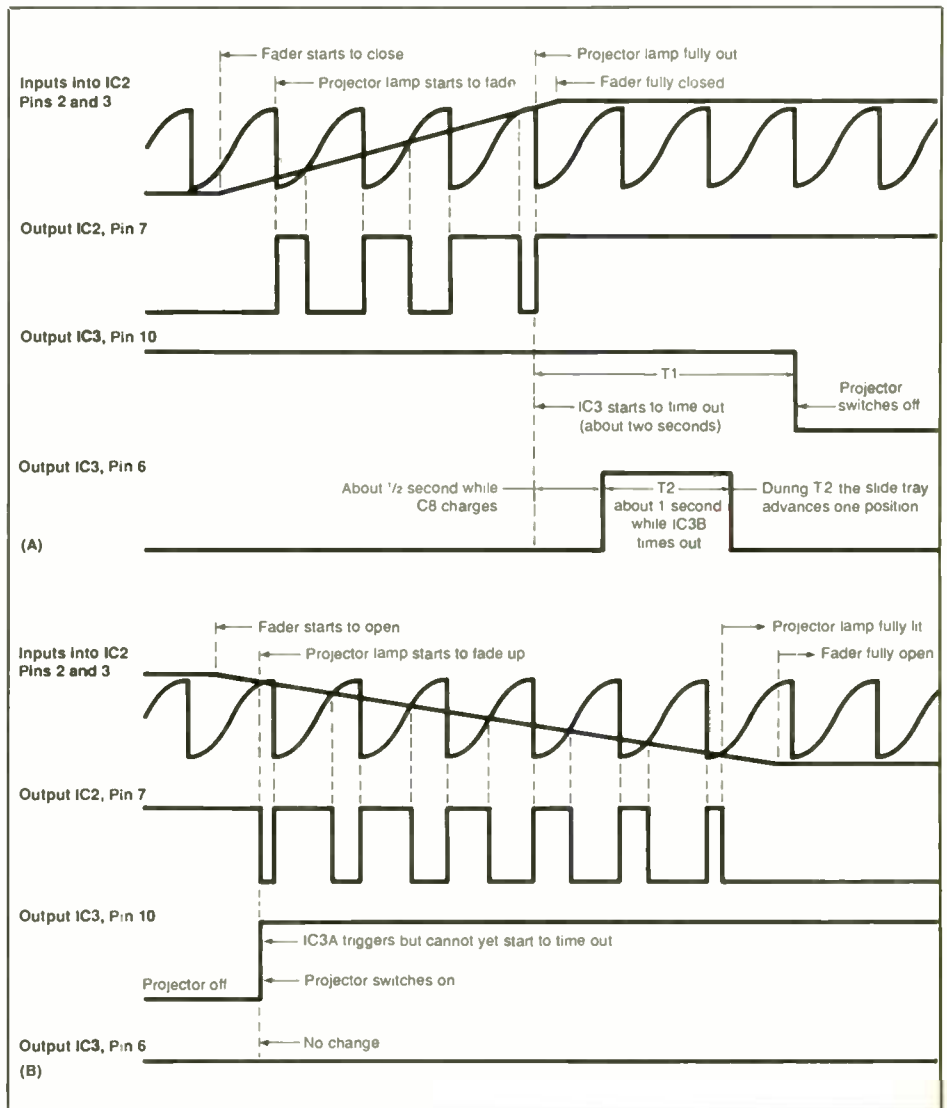 Fader starts to close
Projector lamp fully out
Inputs into IC2
Pins 2 and 3
Projector lamp starts to fade
Fader fully closed
Output IC2, Pin 7
Output IC3, Pin 10
T1
IC3 starts to time out
(about two seconds)
Projector
switches off
Output IC3, Pin 6
About 1/2 second while
C8 charges
T2
about 1 second
while IC3B
times out
During T2 the slide tray
advances one position
(A)
Fader starts to open
Projector lamp fully lit
Inputs into IC2
Pins 2 and 3
Projector lamp starts to fade up
Fader fully open
Output IC2, Pin 7
Output IC3, Pin 10
IC3A triggers but cannot yet start to time out
Projector off
Projector switches on
Output IC3, Pin 6
No change
(B)